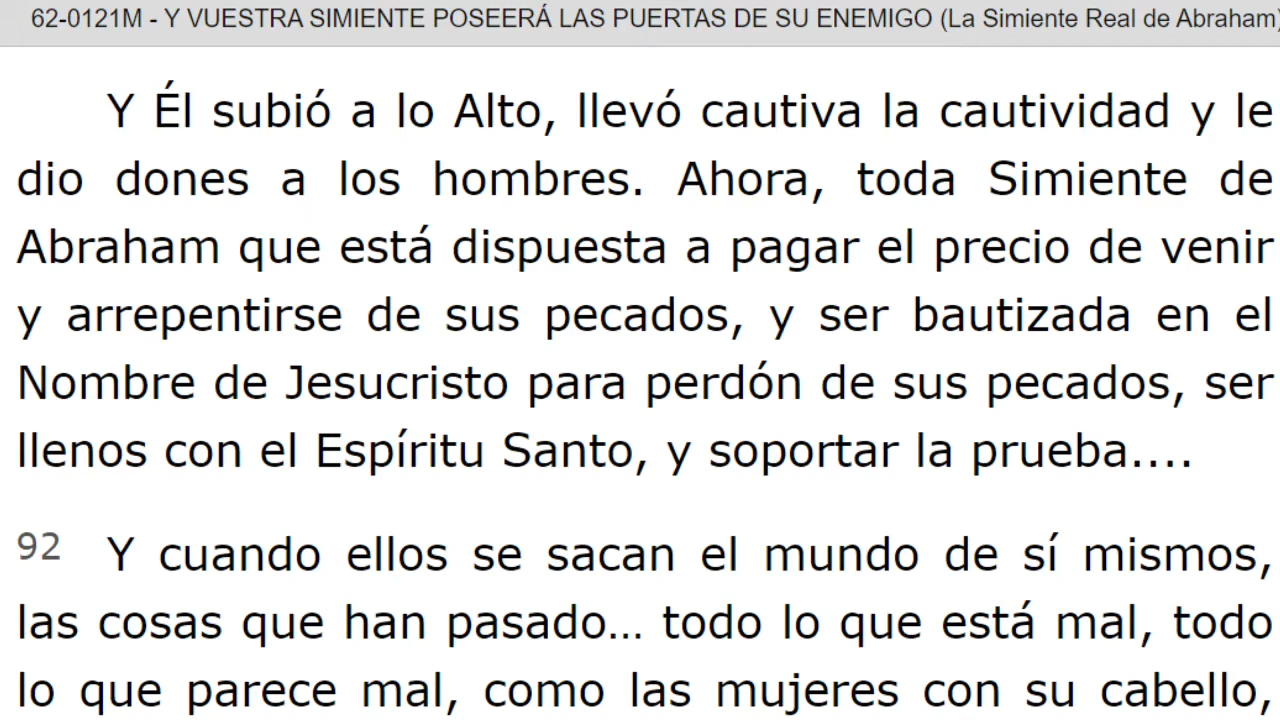 62-0121M - Y VUESTRA SIMIENTE POSEERÁ LAS PUERTAS DE SU ENEMIGO (La Simiente Real de Abraham)
Y Él subió a lo Alto, llevó cautiva la cautividad y le
dio dones a los hombres. Ahora, toda Simiente de
Abraham que está dispuesta a pagar el precio de venir
y arrepentirse de sus pecados, y ser bautizada en el
Nombre de Jesucristo para perdón de sus pecados, ser
llenos con el Espíritu Santo, y soportar la prueba....
92 Y cuando ellos se sacan el mundo de sí mismos,
las cosas que han pasado... todo lo que está mal, todo
lo que parece mal, como las mujeres con su cabello,